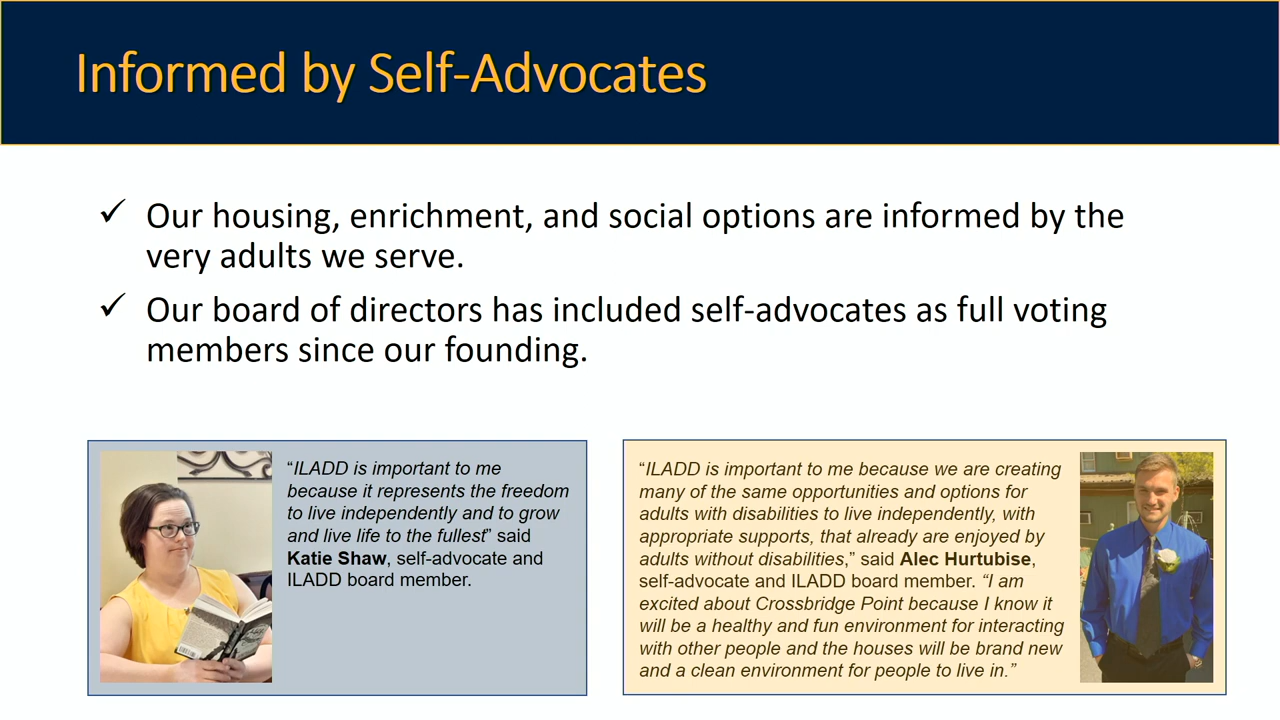 Informed by Self-Advocates
✓ Our housing, enrichment, and social options are informed by the
very adults we serve.
✓ Our board of directors has included self-advocates as full voting
members since our founding.
“ILADD is important to me
because it represents the freedom
to live independently and to grow
and live life to the fullest” said
Katie Shaw, self-advocate and
ILADD board member.
“ILADD is important to me because we are creating
many of the same opportunities and options for
adults with disabilities to live independently, with
appropriate supports, that already are enjoyed by
adults without disabilities,” said Alec Hurtubise,
self-advocate and ILADD board member. “I am
excited about Crossbridge Point because I know it
will be a healthy and fun environment for interacting
with other people and the houses will be brand new
and a clean environment for people to live in.”